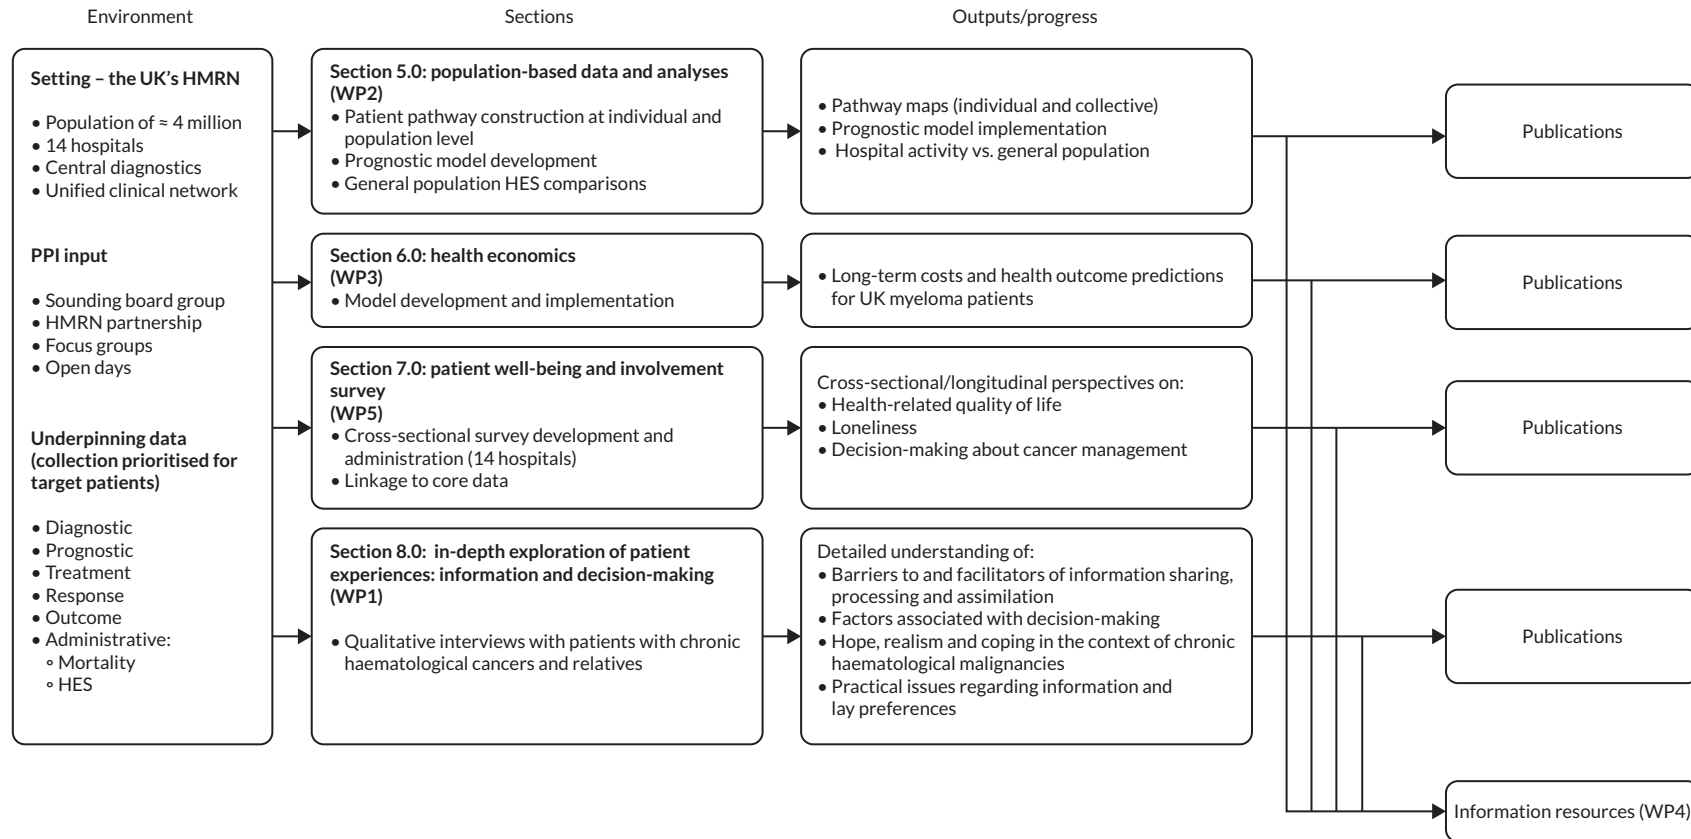 Environment
Sections
Outputs/progress
Setting – the UK's HMRN
• Population of ≈ 4 million
• 14 hospitals
• Central diagnostics
• Unified clinical network
PPI input
• Sounding board group
• HMRN partnership
• Focus groups
• Open days
Underpinning data
(collection prioritised for
target patients)
• Diagnostic
• Prognostic
• Treatment
• Response
• Outcome
• Administrative:
∘ Mortality
∘ HES
Section 5.0: population-based data and analyses
(WP2)
• Patient pathway construction at individual and
population level
• Prognostic model development
• General population HES comparisons
• Pathway maps (individual and collective)
• Prognostic model implementation
• Hospital activity vs. general population
Publications
Section 6.0: health economics
(WP3)
• Model development and implementation
• Long-term costs and health outcome predictions
for UK myeloma patients
Publications
Section 7.0: patient well-being and involvement
survey
(WP5)
• Cross-sectional survey development and
administration (14 hospitals)
• Linkage to core data
Cross-sectional/longitudinal perspectives on:
• Health-related quality of life
• Loneliness
• Decision-making about cancer management
Publications
Section 8.0: in-depth exploration of patient
experiences: information and decision-making
(WP1)
• Qualitative interviews with patients with chronic
haematological cancers and relatives
Detailed understanding of:
• Barriers to and facilitators of information sharing,
processing and assimilation
• Factors associated with decision-making
• Hope, realism and coping in the context of chronic
haematological malignancies
• Practical issues regarding information and
lay preferences
Publications
Information resources (WP4)